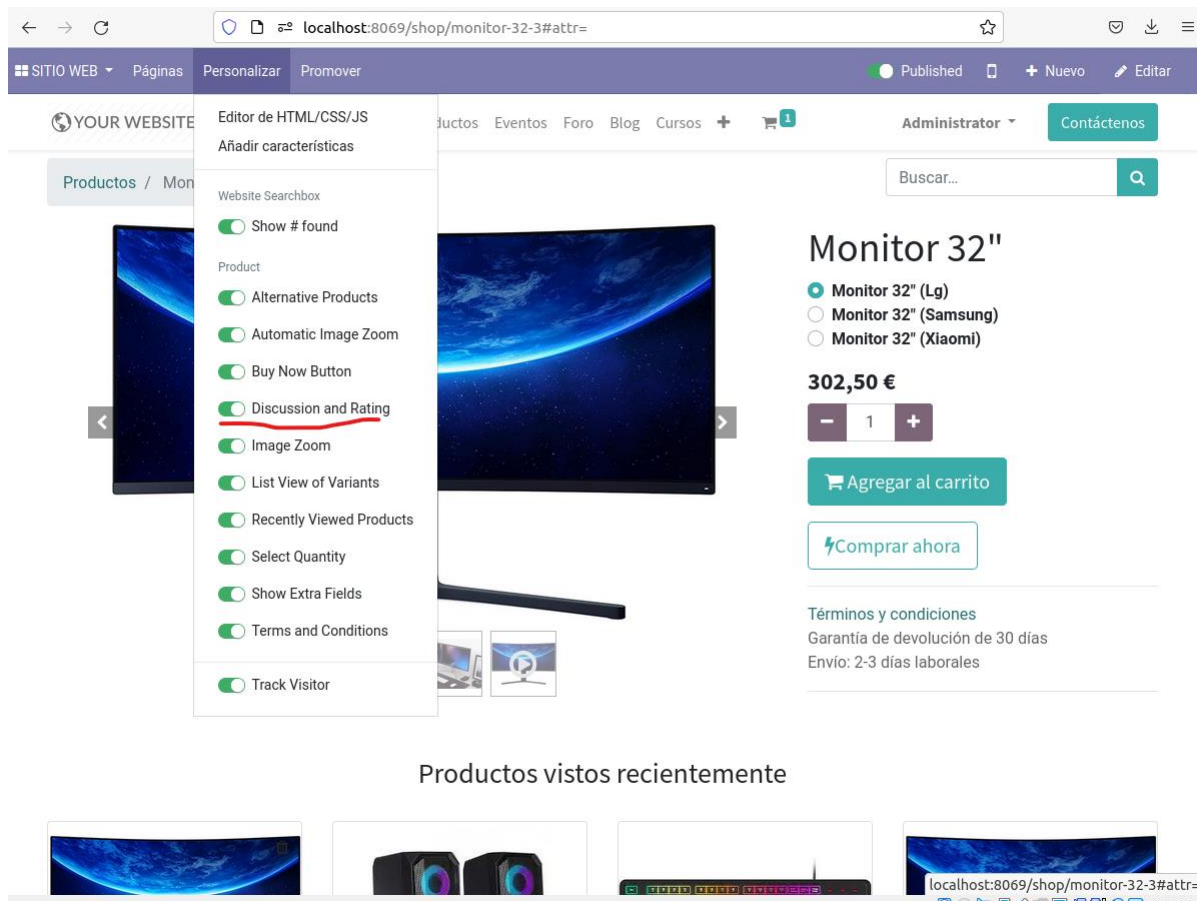 localhost:8069/shop/monitor-32-3#attr=
SITIO WEB Páginas Personalizar Promover Published + Nuevo Editar
YOUR WEBSITE
Editor de HTML/CSS/JS
Añadir características
Website Searchbox
Show # found
Product
Alternative Products
Automatic Image Zoom
Buy Now Button
Discussion and Rating
Image Zoom
List View of Variants
Recently Viewed Products
Select Quantity
Show Extra Fields
Terms and Conditions
Track Visitor
uctos Eventos Foro Blog Cursos + 1 Administrator Contáctenos
Productos / Mon
Buscar...
Monitor 32"
Monitor 32" (Lg)
Monitor 32" (Samsung)
Monitor 32" (Xiaomi)
302,50 €
− 1 +
Agregar al carrito
Comprar ahora
Términos y condiciones
Garantía de devolución de 30 días
Envío: 2-3 días laborales
Productos vistos recientemente
localhost:8069/shop/monitor-32-3#attr=